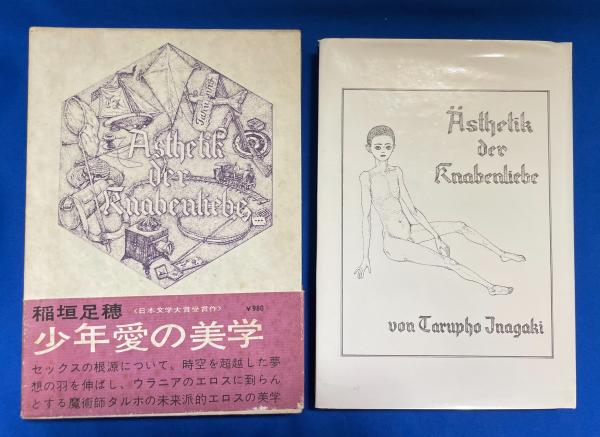 Ästhetik
der
Knabenliebe
稲垣足穂
〈日本文学大賞受賞作〉
¥980
少年愛の美学
セックスの根源について、時空を超越した夢
想の羽を伸ばし、ウラニアのエロスに到らん
とする魔術師タルホの未来派的エロスの美学
Ästhetik
der
Knabenliebe
von Tarupho Inagaki